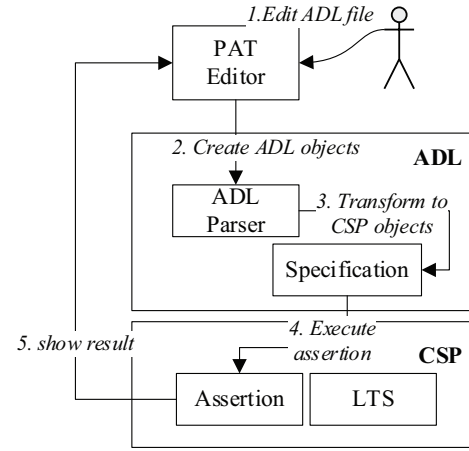 1.Edit ADL file
PAT
Editor
2. Create ADL objects
ADL
ADL
Parser
3. Transform to
CSP objects
Specification
5. show result
4. Execute
assertion
CSP
Assertion
LTS